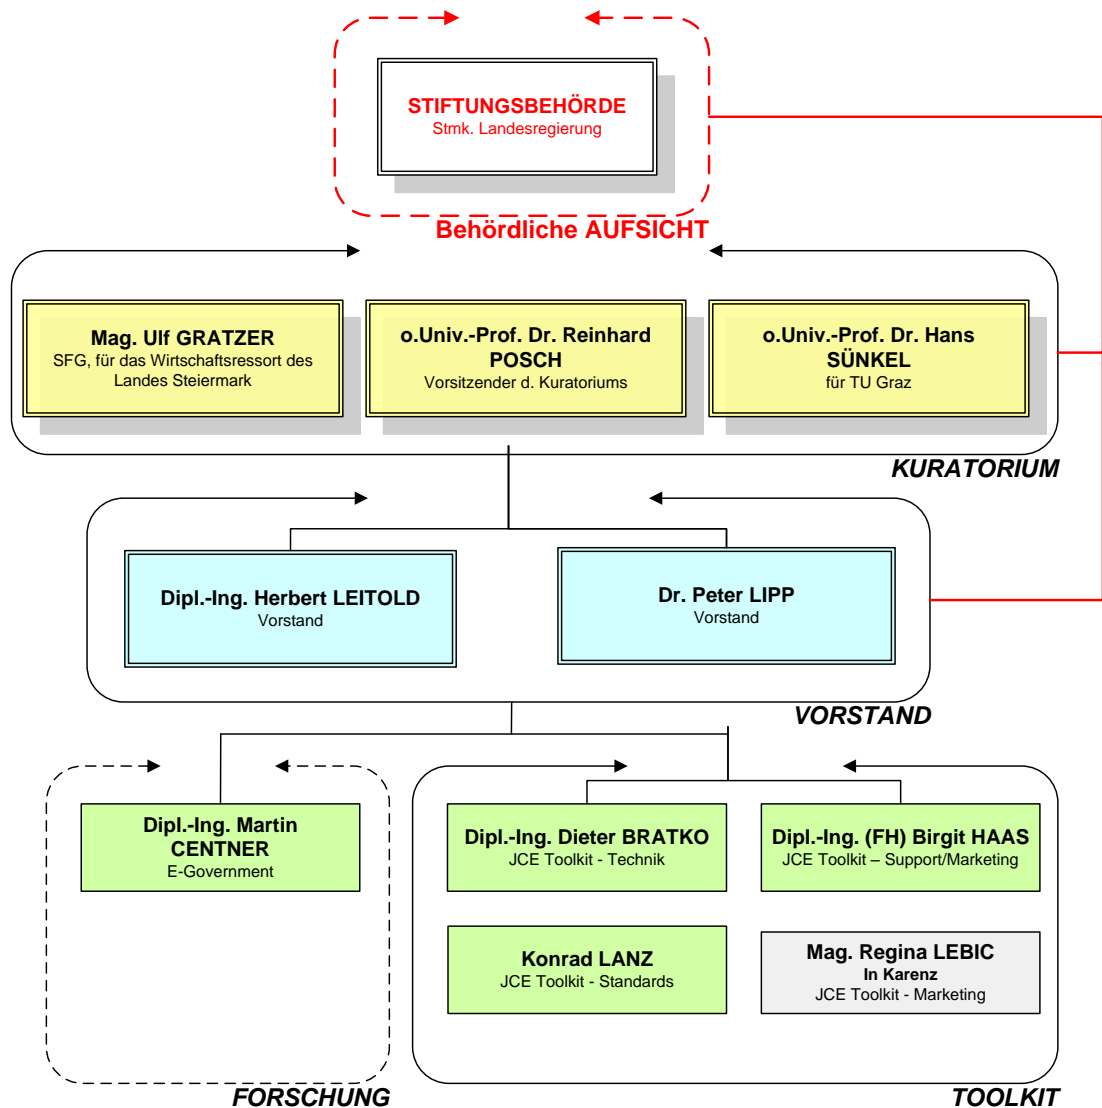 STIFTUNGSBEHÖRDE
Stmk. Landesregierung
Behördliche AUFSICHT
Mag. Ulf GRATZER
SFG, für das Wirtschaftsressort des
Landes Steiermark
o.Univ.-Prof. Dr. Reinhard
POSCH
Vorsitzender d. Kuratoriums
o.Univ.-Prof. Dr. Hans
SÜNKEL
für TU Graz
KURATORIUM
Dipl.-Ing. Herbert LEITOLD
Vorstand
Dr. Peter LIPP
Vorstand
VORSTAND
Dipl.-Ing. Martin
CENTNER
E-Government
FORSCHUNG
Dipl.-Ing. Dieter BRATKO
JCE Toolkit - Technik
Dipl.-Ing. (FH) Birgit HAAS
JCE Toolkit – Support/Marketing
Konrad LANZ
JCE Toolkit - Standards
Mag. Regina LEBIC
In Karenz
JCE Toolkit - Marketing
TOOLKIT